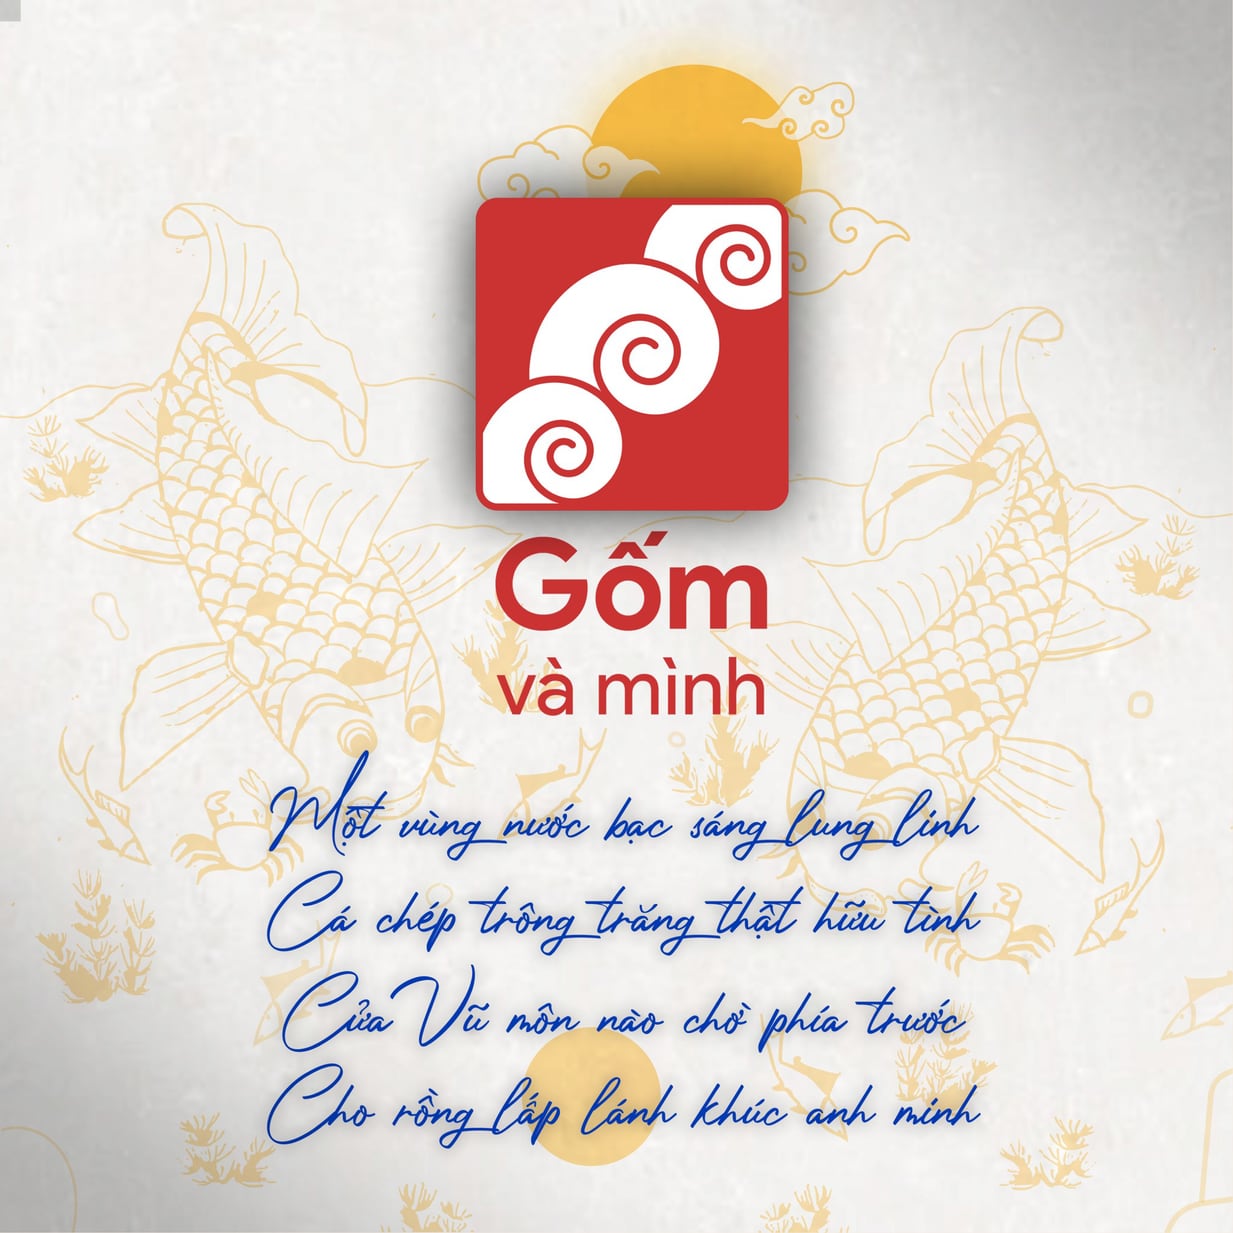 Gốm
và mình
Một vùng nước bạc sáng lung linh
Cá chép trông trăng thật hữu tình
Cửa Vũ môn nào chờ phía trước
Cho rồng lấp lánh khúc anh minh